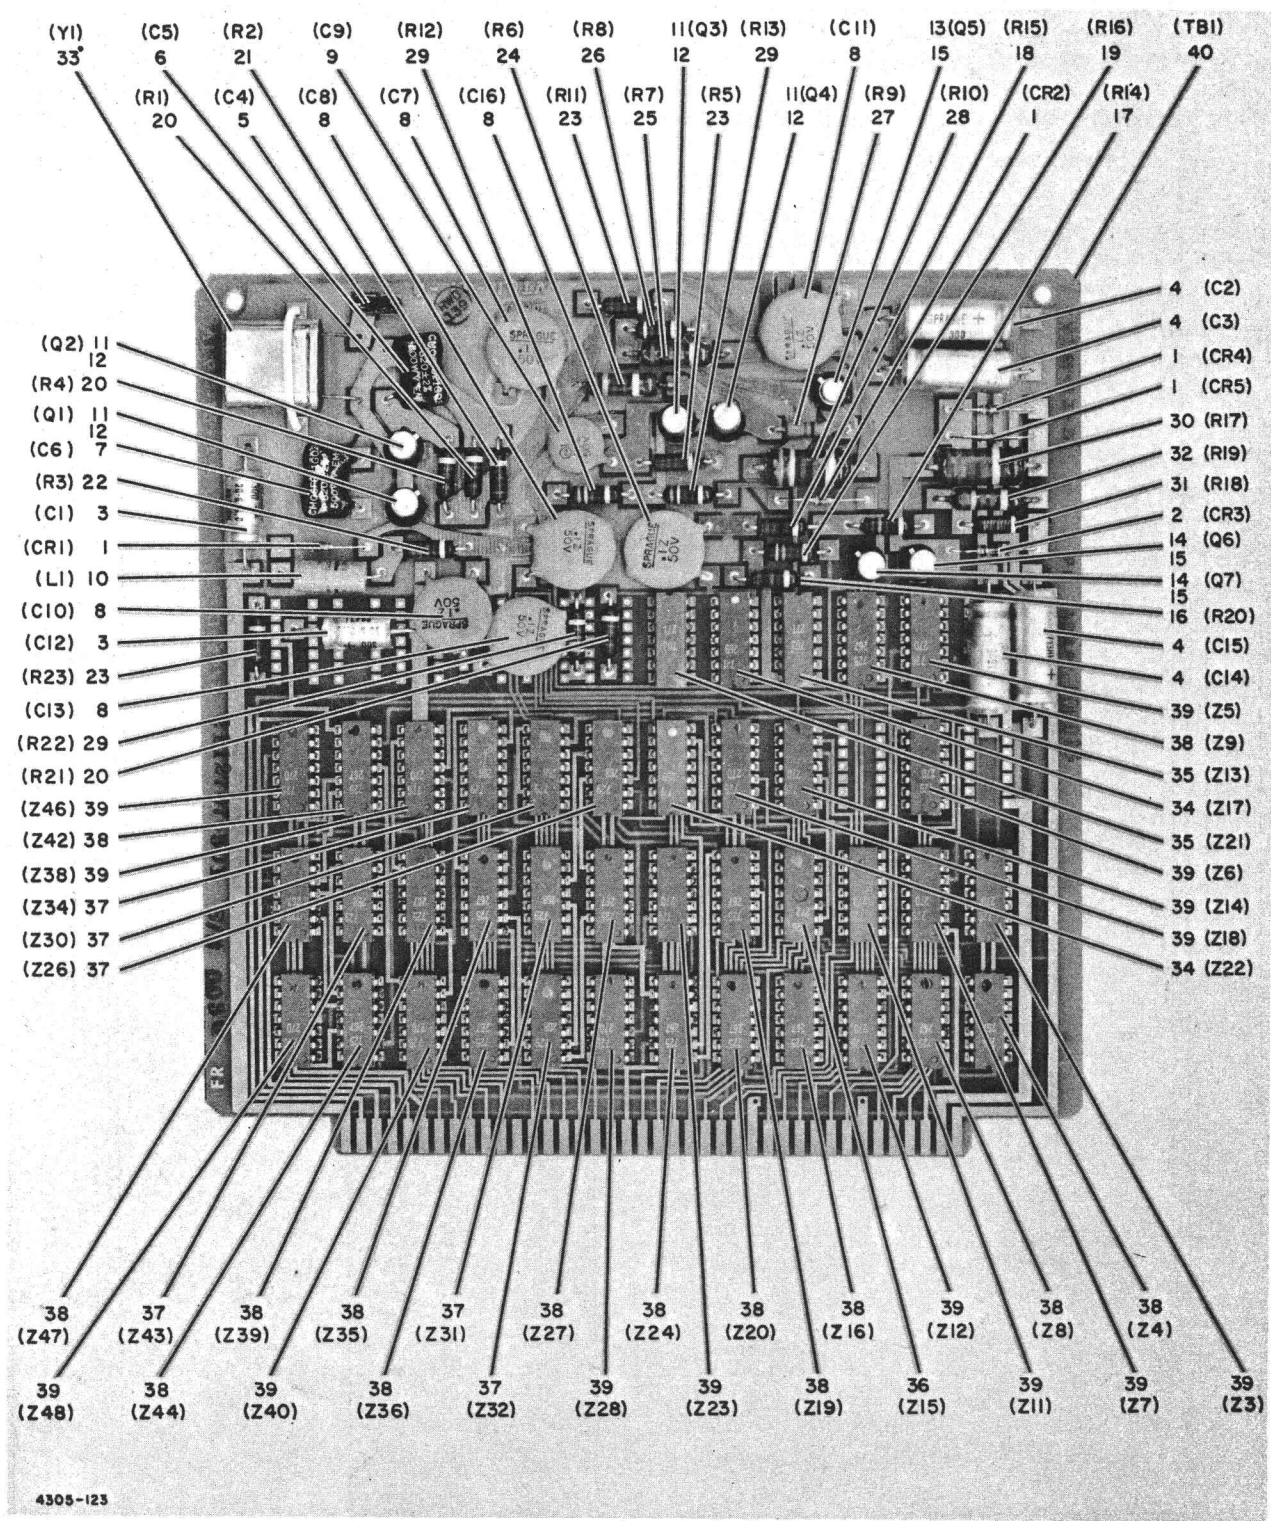 (Y1) (C5) (R2) (C9) (R12) (R6) (R8) 11(Q3) (R13) (C11) 13(Q5) (R15) (R16) (TB1)
33 6 21 9 29 24 26 12 29 8 15 18 19 40
(R1) (C4) (C8) (C7) (C16) (R11) (R7) (R5) 11(Q4) (R9) (R10) (CR2) (R14)
20 5 8 8 8 23 25 23 12 27 28 1 17
4 (C2)
4 (C3)
1 (CR4)
1 (CR5)
30 (R17)
32 (R19)
31 (R18)
2 (CR3)
14 (Q6)
15
14 (Q7)
15
16 (R20)
4 (C15)
4 (C14)
39 (Z5)
38 (Z9)
35 (Z13)
34 (Z17)
35 (Z21)
39 (Z6)
39 (Z14)
39 (Z18)
34 (Z22)
(Q2) 11
12
(R4) 20
(Q1) 11
12
(C6) 7
(R3) 22
(C1) 3
(CR1) 1
(L1) 10
(C10) 8
(C12) 3
(R23) 23
(C13) 8
(R22) 29
(R21) 20
(Z46) 39
(Z42) 38
(Z38) 39
(Z34) 37
(Z30) 37
(Z26) 37
SPRAGUE
SPRAGUE
50V
SPRAGUE
50V
SPRAGUE
50V
SPRAGUE
FR
38 37 38 38 37 38 38 38 38 39 38 38
(Z47) (Z43) (Z39) (Z35) (Z31) (Z27) (Z24) (Z20) (Z16) (Z12) (Z8) (Z4)
39 38 39 38 37 39 39 38 36 39 39 39
(Z48) (Z44) (Z40) (Z36) (Z32) (Z28) (Z23) (Z19) (Z15) (Z11) (Z7) (Z3)
4305-123